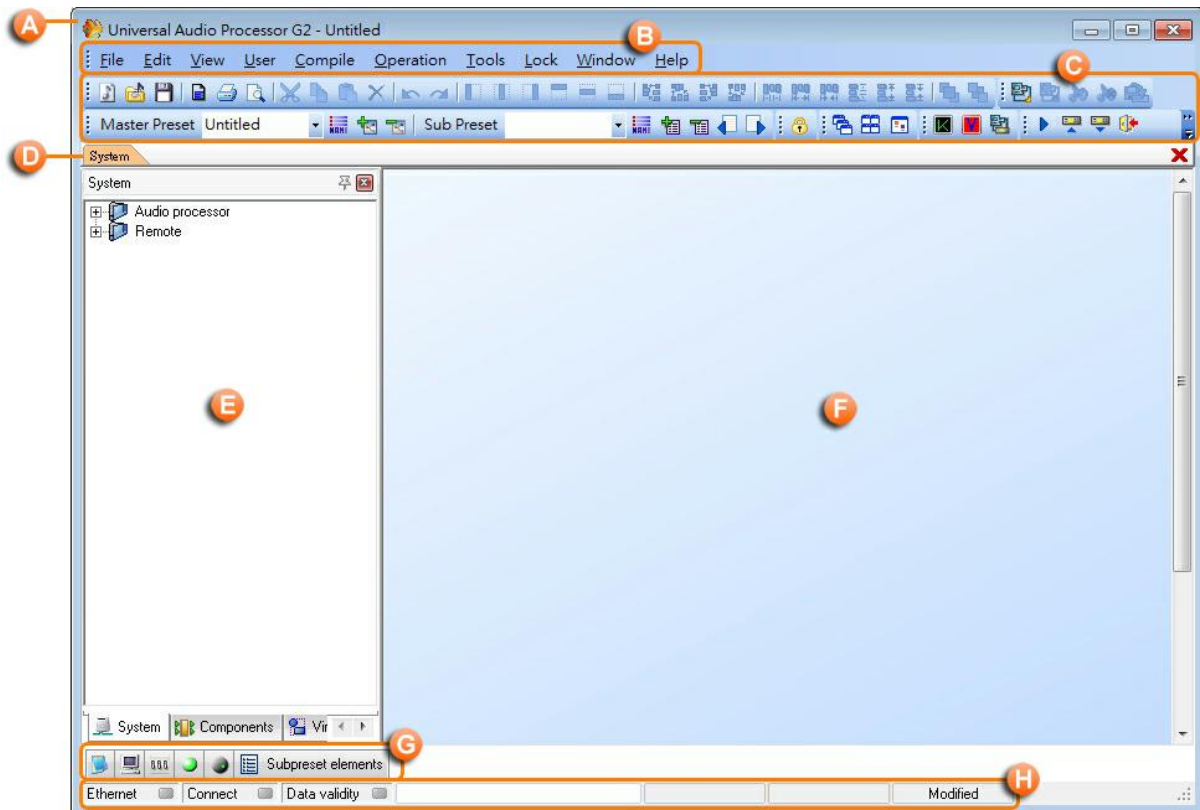 A
Universal Audio Processor G2 - Untitled
B
File Edit View User Compile Operation Tools Lock Window Help
C
Master Preset Untitled Sub Preset
D
System
System
Audio processor
Remote
E
F
System Components Vir
G
Subpreset elements
H
Ethernet Connect Data validity Modified